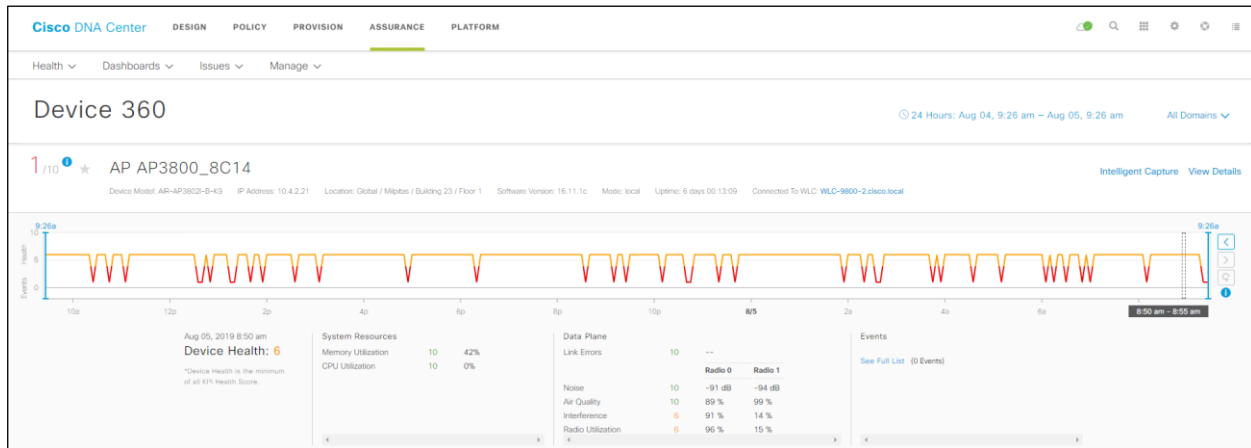 Cisco DNA Center DESIGN POLICY PROVISION ASSURANCE PLATFORM
Health Dashboards Issues Manage
Device 360
24 Hours: Aug 04, 9:26 am – Aug 05, 9:26 am All Domains
1/10 AP AP3800_8C14
Intelligent Capture View Details
Device Model: AIR-AP3802I-B-K9 IP Address: 10.4.2.21 Location: Global / Milpitas / Building 23 / Floor 1 Software Version: 16.11.1c Mode: local Uptime: 6 days 00:13:09 Connected To WLC: WLC-9800-2.cisco.local
9:26a 9:26a
10
Health
5
Events
0
10a 12p 2p 4p 6p 8p 10p 8/5 2a 4a 6a 8:50 am – 8:55 am
Aug 05, 2019 8:50 am
Device Health: 6
*Device Health is the minimum
of all KPI Health Score.
System Resources
Memory Utilization 10 42%
CPU Utilization 10 0%
Data Plane
Link Errors 10 --
Radio 0 Radio 1
Noise 10 -91 dB -94 dB
Air Quality 10 89 % 99 %
Interference 6 91 % 14 %
Radio Utilization 6 96 % 15 %
Events
See Full List (0 Events)